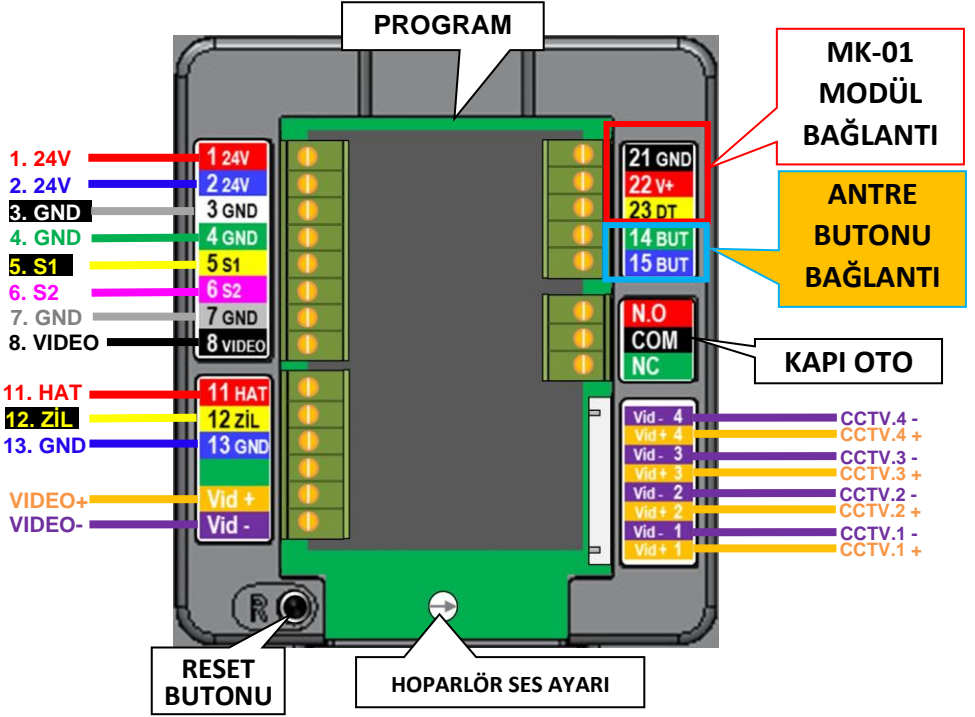 PROGRAM
MK-01
MODÜL
BAĞLANTI
ANTRE
BUTONU
BAĞLANTI
1. 24V
2. 24V
3. GND
4. GND
5. S1
6. S2
7. GND
8. VIDEO
1 24V
2 24V
3 GND
4 GND
5 S1
6 S2
7 GND
8 VIDEO
21 GND
22 V+
23 DT
14 BUT
15 BUT
N.O
COM
NC
KAPI OTO
11. HAT
12. ZİL
13. GND
VIDEO+
VIDEO-
11 HAT
12 ZİL
13 GND
Vid +
Vid -
Vid - 4
Vid + 4
Vid - 3
Vid + 3
Vid - 2
Vid + 2
Vid - 1
Vid + 1
CCTV.4 -
CCTV.4 +
CCTV.3 -
CCTV.3 +
CCTV.2 -
CCTV.2 +
CCTV.1 -
CCTV.1 +
R
RESET
BUTONU
HOPARLÖR SES AYARI